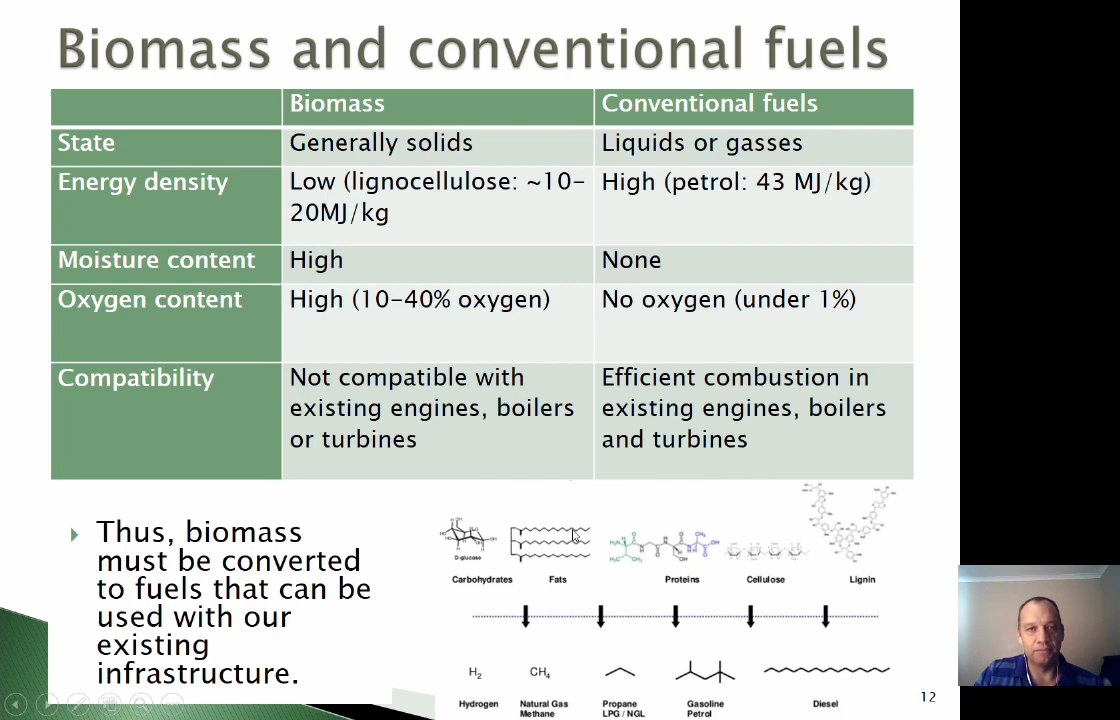 Biomass and conventional fuels
Biomass
Conventional fuels
State
Generally solids
Liquids or gasses
Energy density
Low (lignocellulose: ~10-
20MJ/kg
High (petrol: 43 MJ/kg)
Moisture content
High
None
Oxygen content
High (10-40% oxygen)
No oxygen (under 1%)
Compatibility
Not compatible with
existing engines, boilers
or turbines
Efficient combustion in
existing engines, boilers
and turbines
Thus, biomass
must be converted
to fuels that can be
used with our
existing
infrastructure.
D-glucose
Carbohydrates
Fats
Proteins
Cellulose
Lignin
H2
CH4
Hydrogen
Natural Gas
Methane
Propane
LPG / NGL
Gasoline
Petrol
Diesel
12